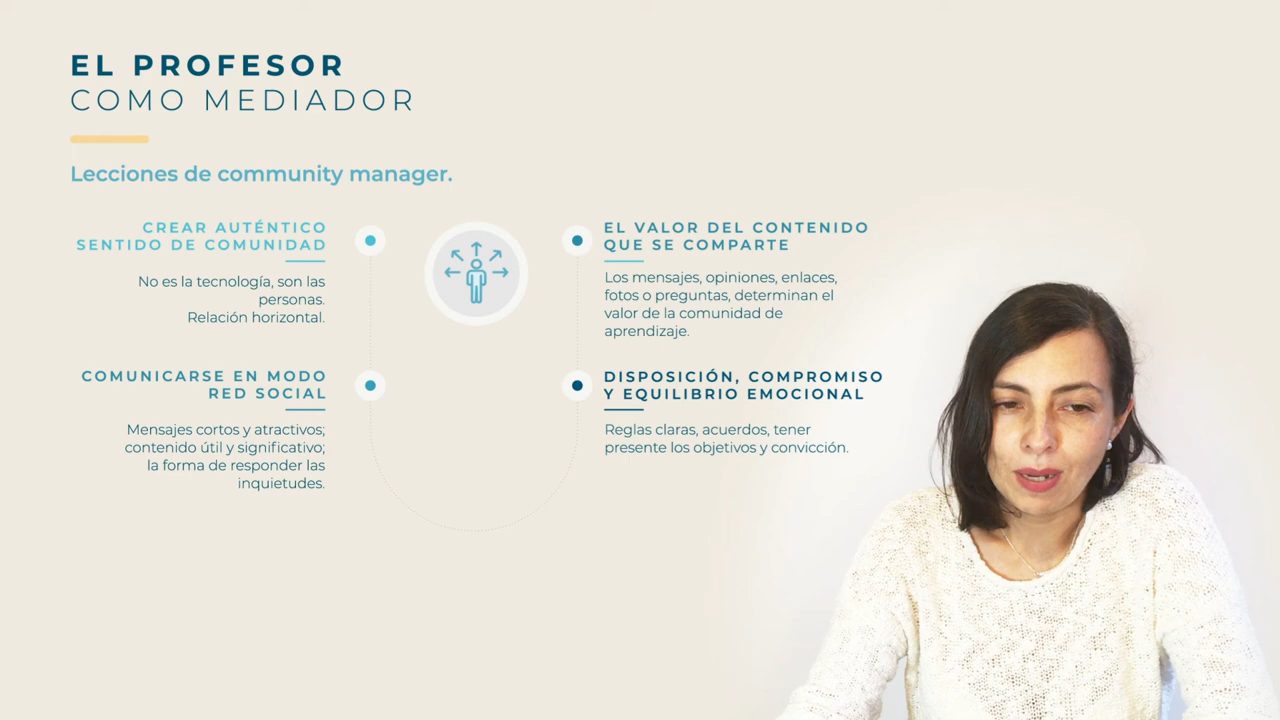 EL PROFESOR
COMO MEDIADOR
Lecciones de community manager.
CREAR AUTÉNTICO
SENTIDO DE COMUNIDAD
No es la tecnología, son las
personas.
Relación horizontal.
EL VALOR DEL CONTENIDO
QUE SE COMPARTE
Los mensajes, opiniones, enlaces,
fotos o preguntas, determinan el
valor de la comunidad de
aprendizaje.
COMUNICARSE EN MODO
RED SOCIAL
Mensajes cortos y atractivos;
contenido útil y significativo;
la forma de responder las
inquietudes.
DISPOSICIÓN, COMPROMISO
Y EQUILIBRIO EMOCIONAL
Reglas claras, acuerdos, tener
presente los objetivos y convicción.